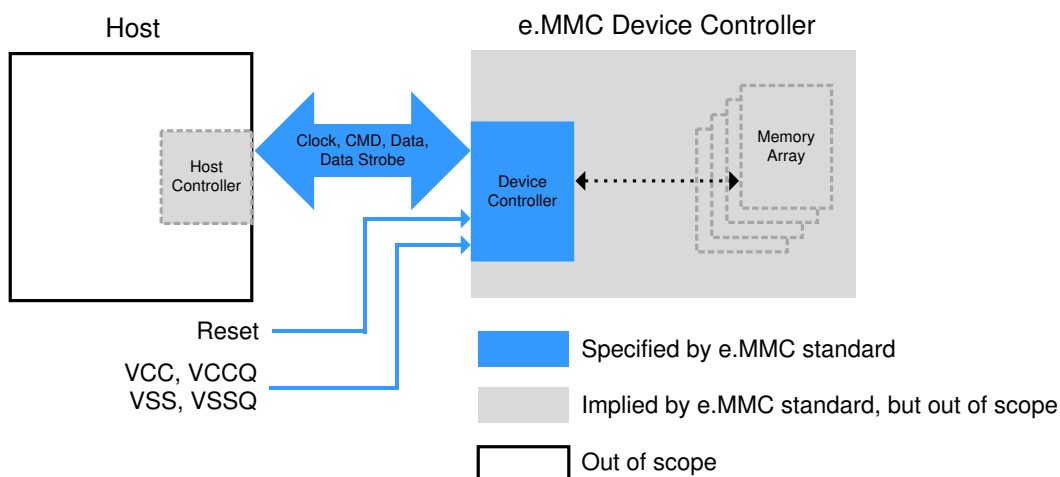 Host
e.MMC Device Controller
Clock, CMD, Data,
Data Strobe
Host
Controller
Device
Controller
Memory
Array
Reset
VCC, VCCQ
VSS, VSSQ
Specified by e.MMC standard
Implied by e.MMC standard, but out of scope
Out of scope